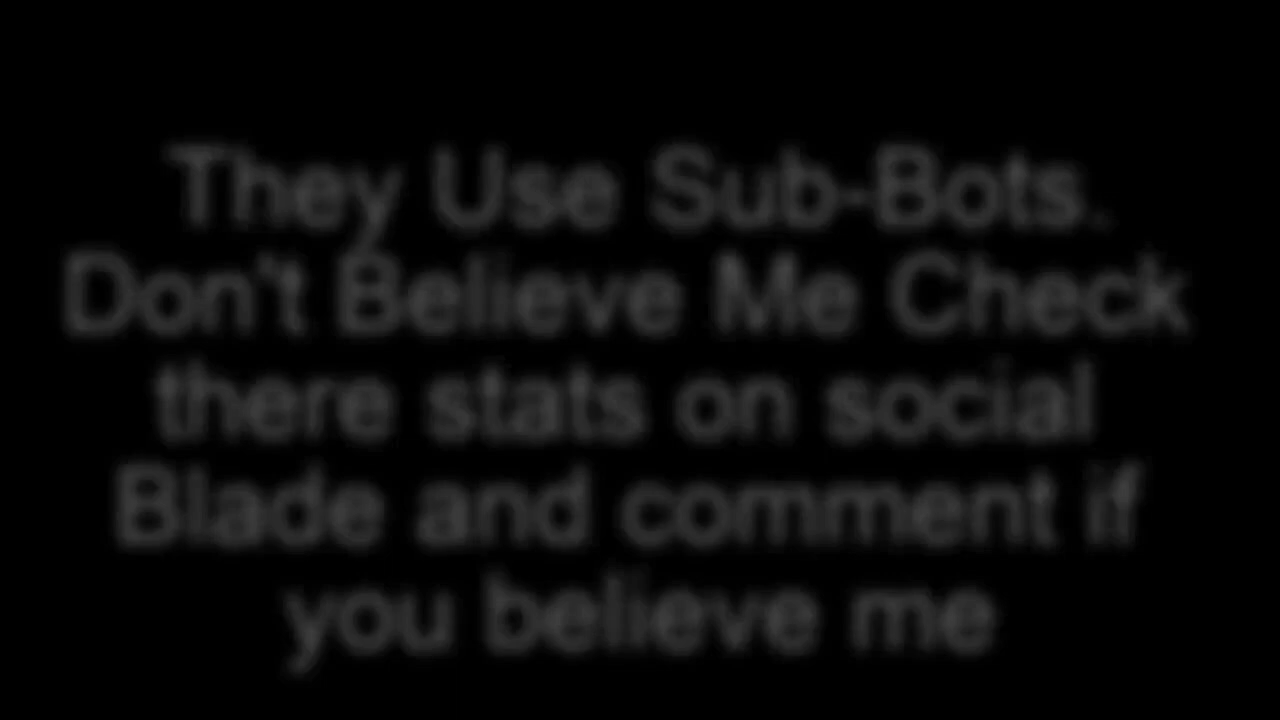 They Use Sub-Bots.
Don't Believe Me Check
there stats on social
Blade and comment if
you believe me